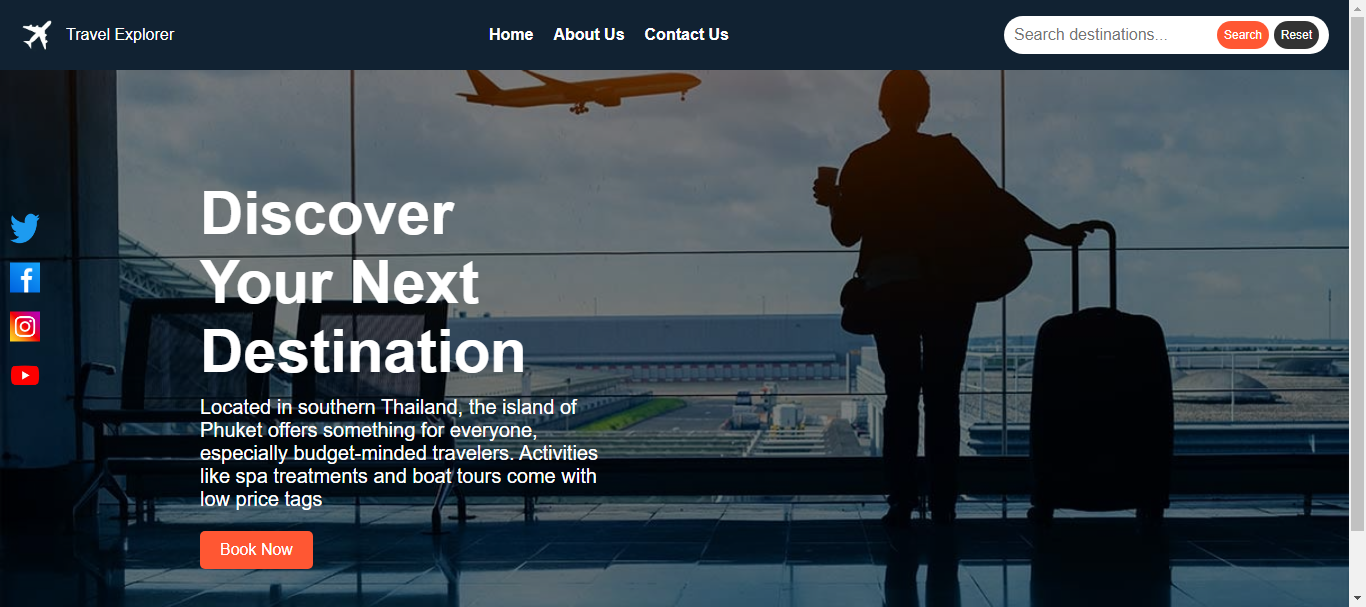 Travel Explorer
Home About Us Contact Us
Search destinations... Search Reset
Discover
Your Next
Destination
Located in southern Thailand, the island of
Phuket offers something for everyone,
especially budget-minded travelers. Activities
like spa treatments and boat tours come with
low price tags
Book Now